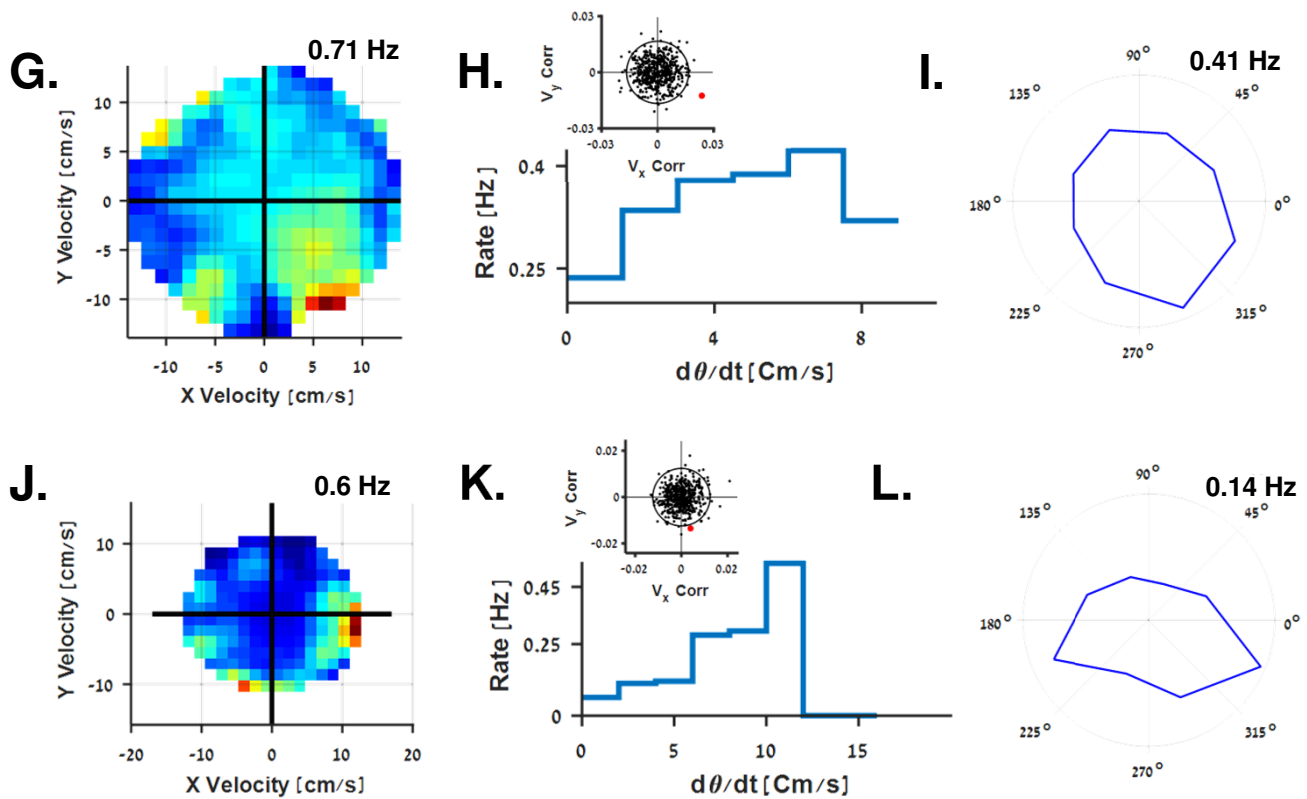 G.
0.71 Hz
10
5
0
-5
-10
Y Velocity [cm/s]
-10 -5 0 5 10
X Velocity [cm/s]
H.
0.03
0
-0.03
Vy Corr
-0.03 0 0.03
Vx Corr
0.4
0.25
Rate [Hz]
0 4 8
dθ/dt [Cm/s]
I.
0.41 Hz
90°
135° 45°
180° 0°
225° 315°
270°
J.
0.6 Hz
10
0
-10
Y Velocity [cm/s]
-20 -10 0 10 20
X Velocity [cm/s]
K.
0.02
0
-0.02
Vy Corr
-0.02 0 0.02
Vx Corr
0.45
0.25
0
Rate [Hz]
0 5 10 15
dθ/dt [Cm/s]
L.
0.14 Hz
90°
135° 45°
180° 0°
225° 315°
270°